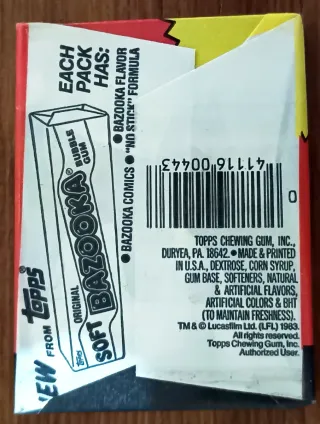 EACH
PACK
HAS:
• BAZOOKA FLAVOR
• "NO STICK" FORMULA
• BAZOOKA COMICS
ORIGINAL
SOFT BAZOOKA®
BUBBLE
GUM
FROM topps®
41116 00443
0
TOPPS CHEWING GUM, INC.,
DURYEA, PA. 18642. • MADE & PRINTED
IN U.S.A., DEXTROSE, CORN SYRUP,
GUM BASE, SOFTENERS, NATURAL
& ARTIFICIAL FLAVORS,
ARTIFICIAL COLORS & BHT
(TO MAINTAIN FRESHNESS).
TM & © Lucasfilm Ltd. (LFL) 1983.
All rights reserved.
Topps Chewing Gum, Inc.
Authorized User.